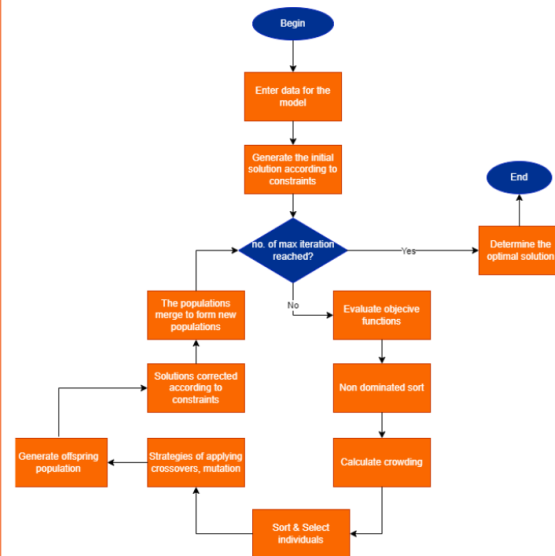 Begin
Enter data for the
model
Generate the initial
solution according to
constraints
End
no. of max iteration
reached?
Yes
Determine the
optimal solution
No
The populations
merge to form new
populations
Evaluate objecive
functions
Solutions corrected
according to
constraints
Non dominated sort
Generate offspring
population
Strategies of applying
crossovers, mutation
Calculate crowding
Sort & Select
individuals